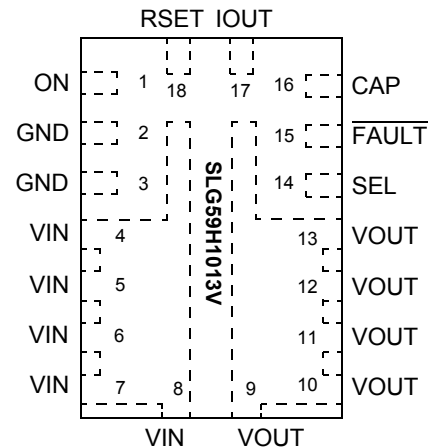 RSET IOUT
ON 1 18 17 16 CAP
GND 2 15 FAULT
GND 3 14 SEL
SLG59H1013V
VIN 4 13 VOUT
VIN 5 12 VOUT
VIN 6 11 VOUT
VIN 7 8 9 10 VOUT
VIN VOUT